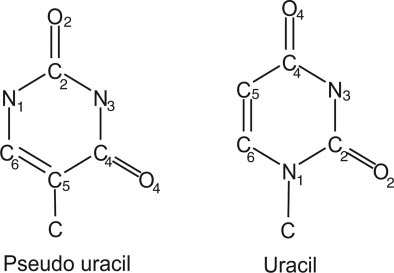 O2 O4
C2 C4
N1 N3 C5 N3
C6 C4 C6 C2
C5 O4 N1 O2
C C
Pseudo uracil Uracil